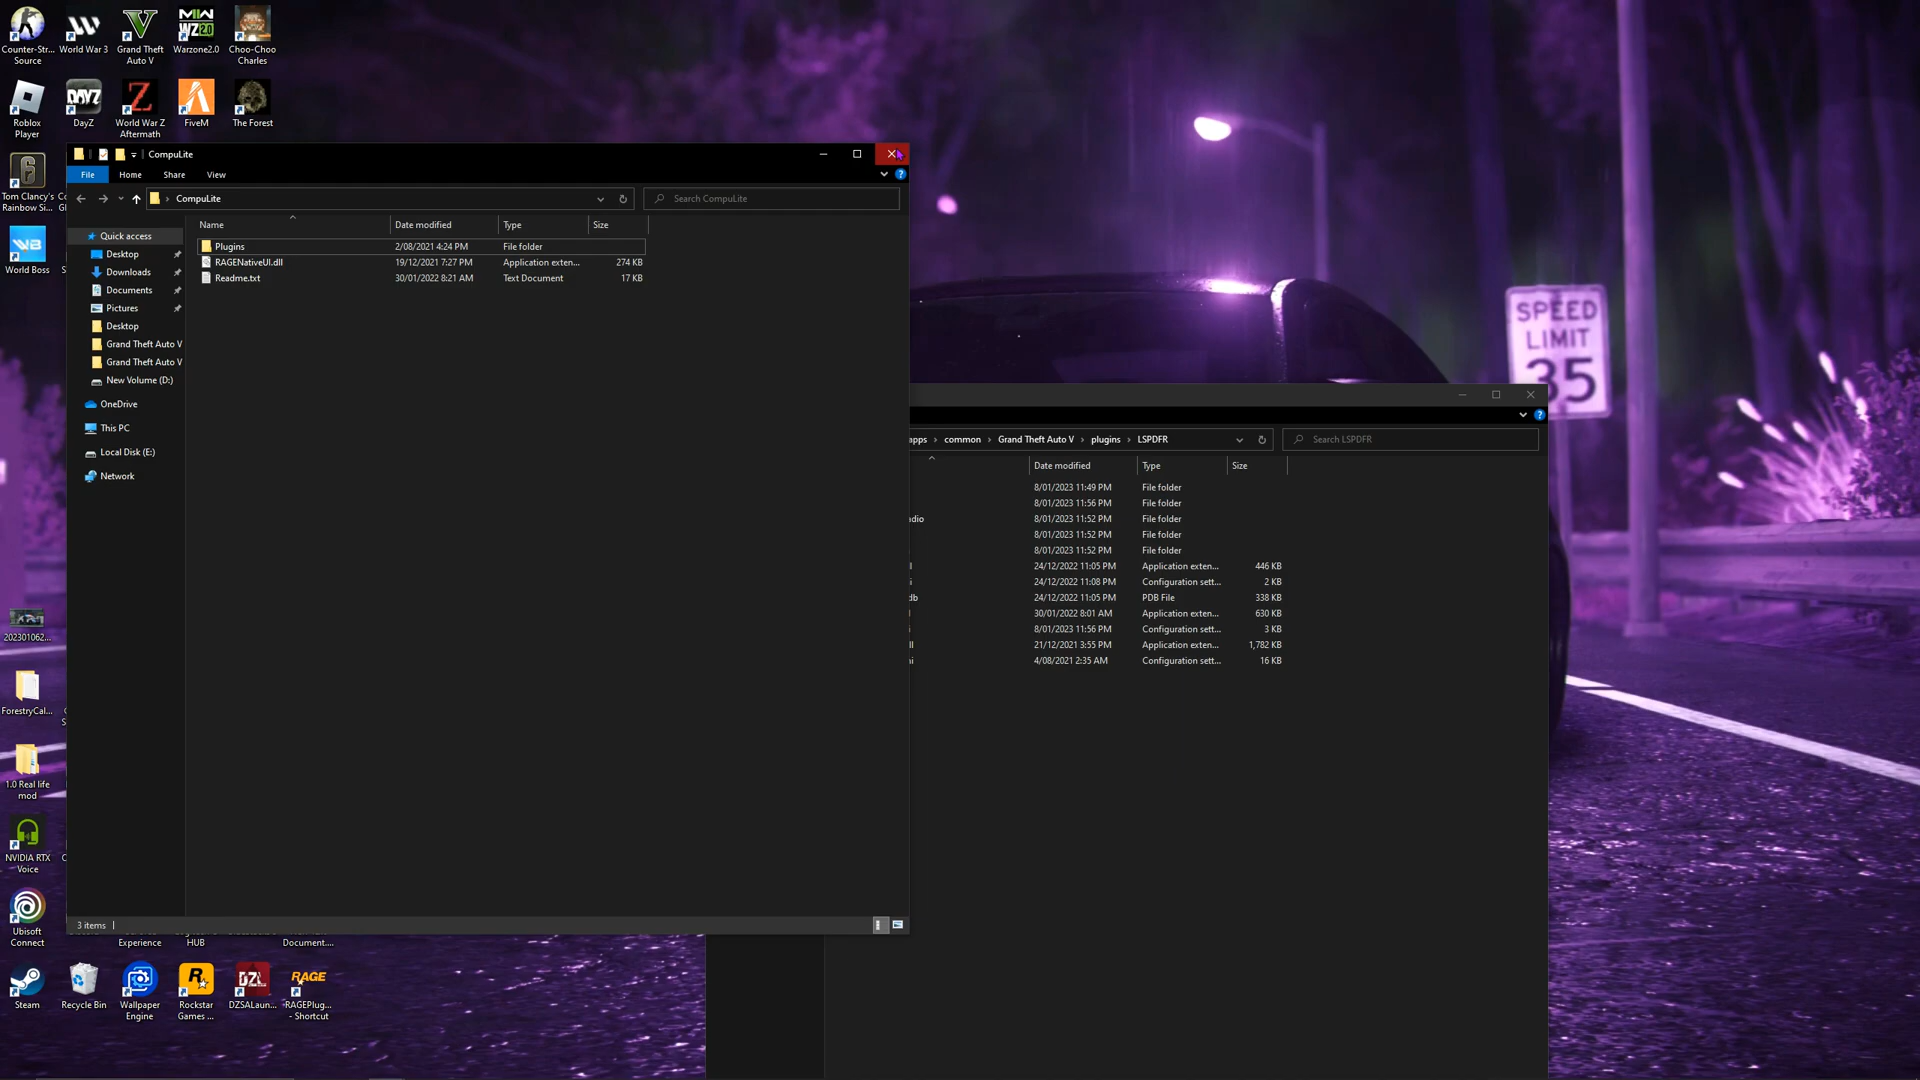 Counter-Str... Source
World War 3
Grand Theft Auto V
Warzone2.0
Choo-Choo Charles
Roblox Player
DayZ
World War Z Aftermath
FiveM
The Forest
Tom Clancy's Rainbow Si...
World Boss
202301062...
ForestryCal...
1.0 Real life mod
NVIDIA RTX Voice
Ubisoft Connect
Experience
HUB
Document....
Steam
Recycle Bin
Wallpaper Engine
Rockstar Games ...
DZSALaun...
RAGEPlug... - Shortcut
CompuLite
File
Home
Share
View
CompuLite
Search CompuLite
Name
Date modified
Type
Size
Plugins 2/08/2021 4:24 PM File folder
RAGENativeUI.dll 19/12/2021 7:27 PM Application exten... 274 KB
Readme.txt 30/01/2022 8:21 AM Text Document 17 KB
Quick access
Desktop
Downloads
Documents
Pictures
Desktop
Grand Theft Auto V
Grand Theft Auto V
New Volume (D:)
OneDrive
This PC
Local Disk (E:)
Network
3 items
apps › common › Grand Theft Auto V › plugins › LSPDFR
Search LSPDFR
Date modified Type Size
8/01/2023 11:49 PM File folder
8/01/2023 11:56 PM File folder
8/01/2023 11:52 PM File folder
8/01/2023 11:52 PM File folder
8/01/2023 11:52 PM File folder
24/12/2022 11:05 PM Application exten... 446 KB
24/12/2022 11:08 PM Configuration sett... 2 KB
24/12/2022 11:05 PM PDB File 338 KB
30/01/2022 8:01 AM Application exten... 630 KB
8/01/2023 11:56 PM Configuration sett... 3 KB
21/12/2021 3:55 PM Application exten... 1,782 KB
4/08/2021 2:35 AM Configuration sett... 16 KB
SPEED
LIMIT
35